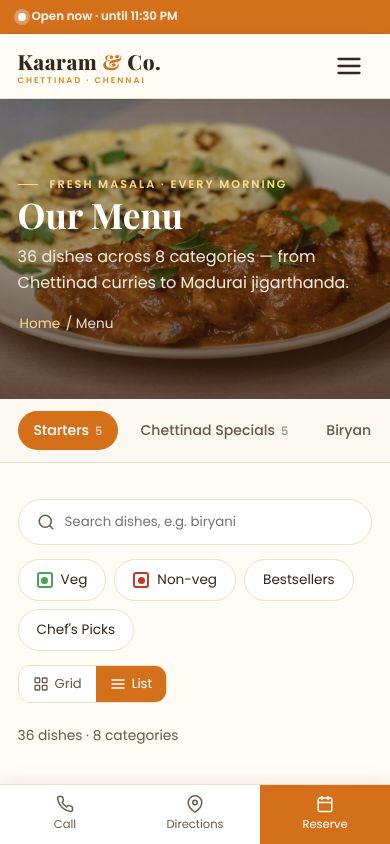 Open now · until 11:30 PM
Kaaram & Co.
CHETTINAD · CHENNAI
FRESH MASALA · EVERY MORNING
Our Menu
36 dishes across 8 categories — from
Chettinad curries to Madurai jigarthanda.
Home / Menu
Starters 5 Chettinad Specials 5 Biryan
Search dishes, e.g. biryani
Veg Non-veg Bestsellers
Chef's Picks
Grid List
36 dishes · 8 categories
Call Directions Reserve